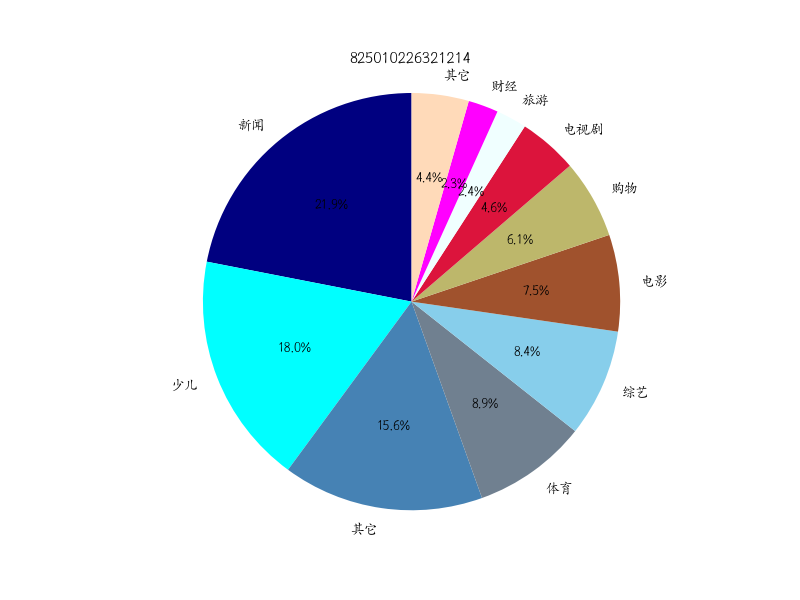 825010226321214
其它
财经
旅游
电视剧
新闻
购物
4.4%
2.3%
2.4%
4.6%
21.9%
6.1%
电影
7.5%
18.0%
8.4%
少儿
综艺
8.9%
15.6%
体育
其它